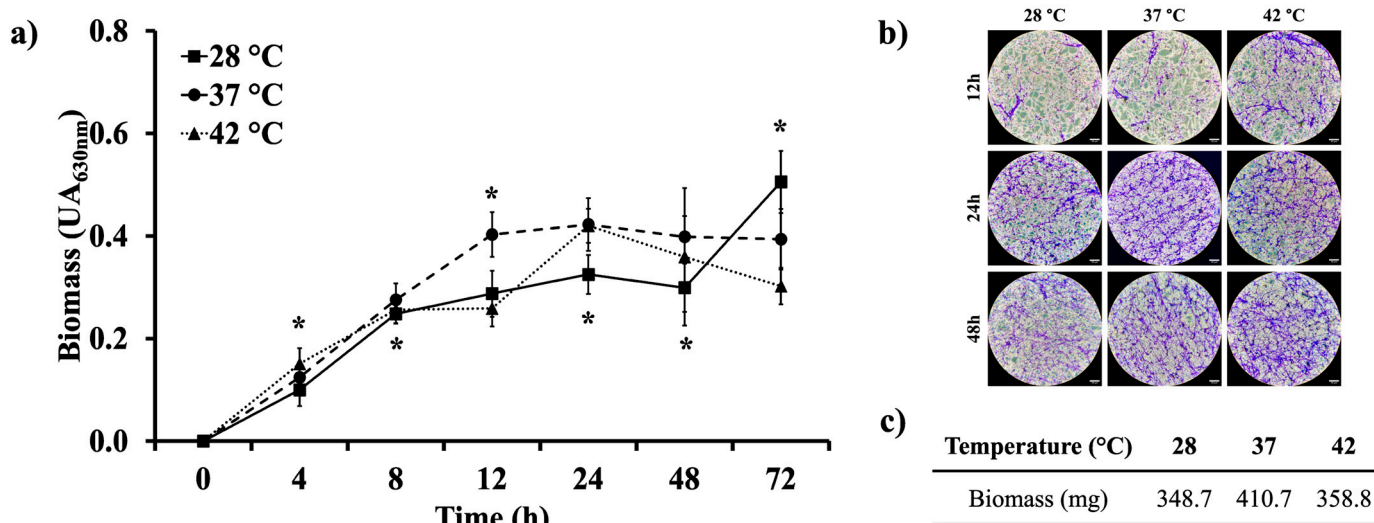 a)
0.8
0.6
0.4
0.2
0.0
Biomass (UA630nm)
28 °C
37 °C
42 °C
*
*
*
*
*
*
0 4 8 12 24 48 72
Time (h)
b)
28 °C 37 °C 42 °C
12h
24h
48h
c)
Temperature (°C) 28 37 42
Biomass (mg) 348.7 410.7 358.8